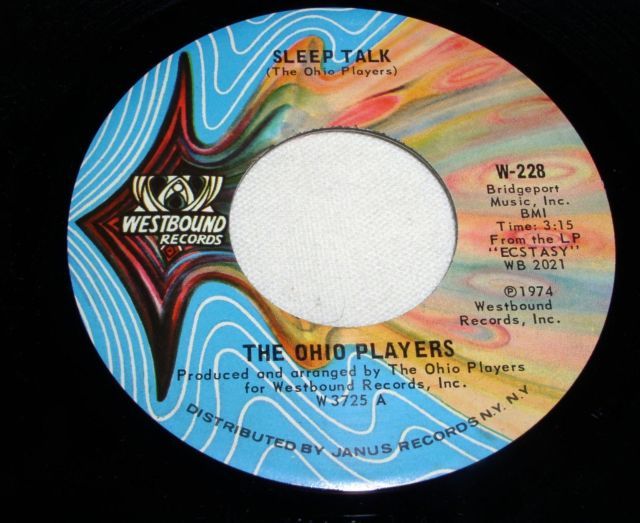 SLEEP TALK
(The Ohio Players)
WESTBOUND
RECORDS
W-228
Bridgeport
Music, Inc.
BMI
Time: 3:15
From the LP
"ECSTASY"
WB 2021
℗1974
Westbound
Records, Inc.
THE OHIO PLAYERS
Produced and arranged by The Ohio Players
for Westbound Records, Inc.
W3725 A
DISTRIBUTED BY JANUS RECORDS N.Y. N.Y